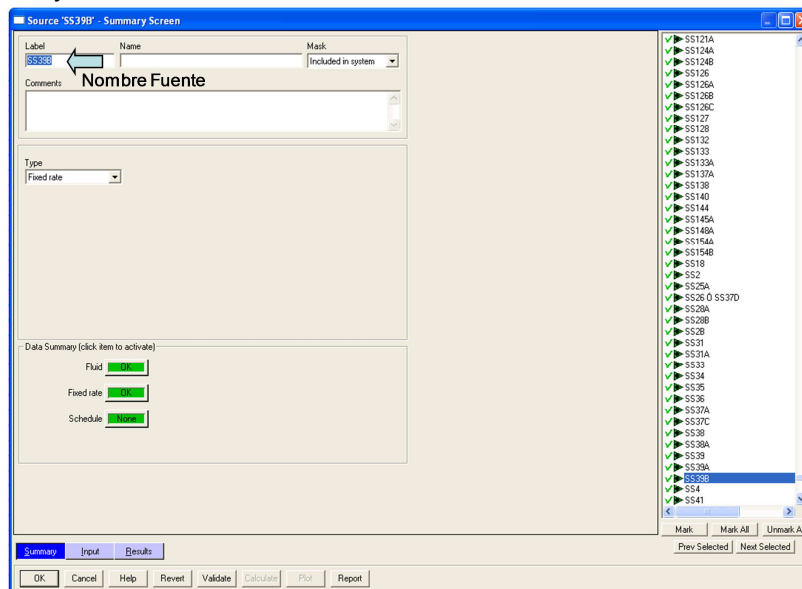 Source 'SS39B' - Summary Screen
Label Name Mask
SS39B Included in system
Nombre Fuente
Comments
Type
Fixed rate
Data Summary (click item to activate)
Fluid OK
Fixed rate OK
Schedule None
SS121A
SS124A
SS124B
SS126
SS126A
SS126B
SS126C
SS127
SS128
SS132
SS133
SS133A
SS137A
SS138
SS140
SS144
SS145A
SS148A
SS154A
SS154B
SS18
SS2
SS25A
SS26 Ó SS37D
SS28A
SS28B
SS2B
SS31
SS31A
SS33
SS34
SS35
SS36
SS37A
SS37C
SS38
SS38A
SS39
SS39A
SS39B
SS4
SS41
Mark Mark All Unmark A
Prev Selected Next Selected
Summary Input Results
OK Cancel Help Revert Validate Calculate Plot Report